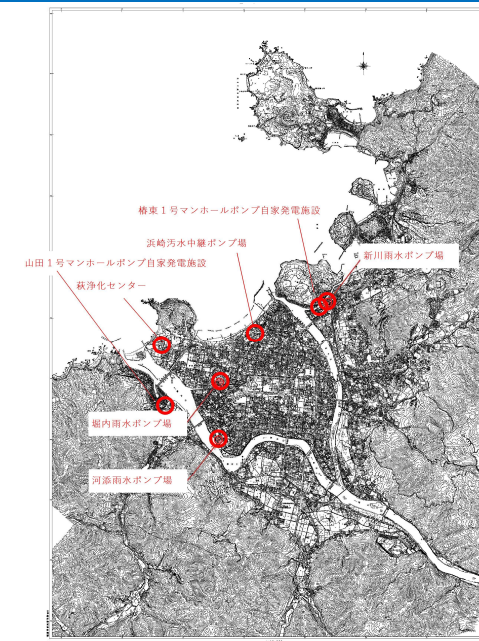 椿東１号マンホールポンプ自家発電施設
浜崎汚水中継ポンプ場
新川雨水ポンプ場
山田１号マンホールポンプ自家発電施設
萩浄化センター
堀内雨水ポンプ場
河添雨水ポンプ場